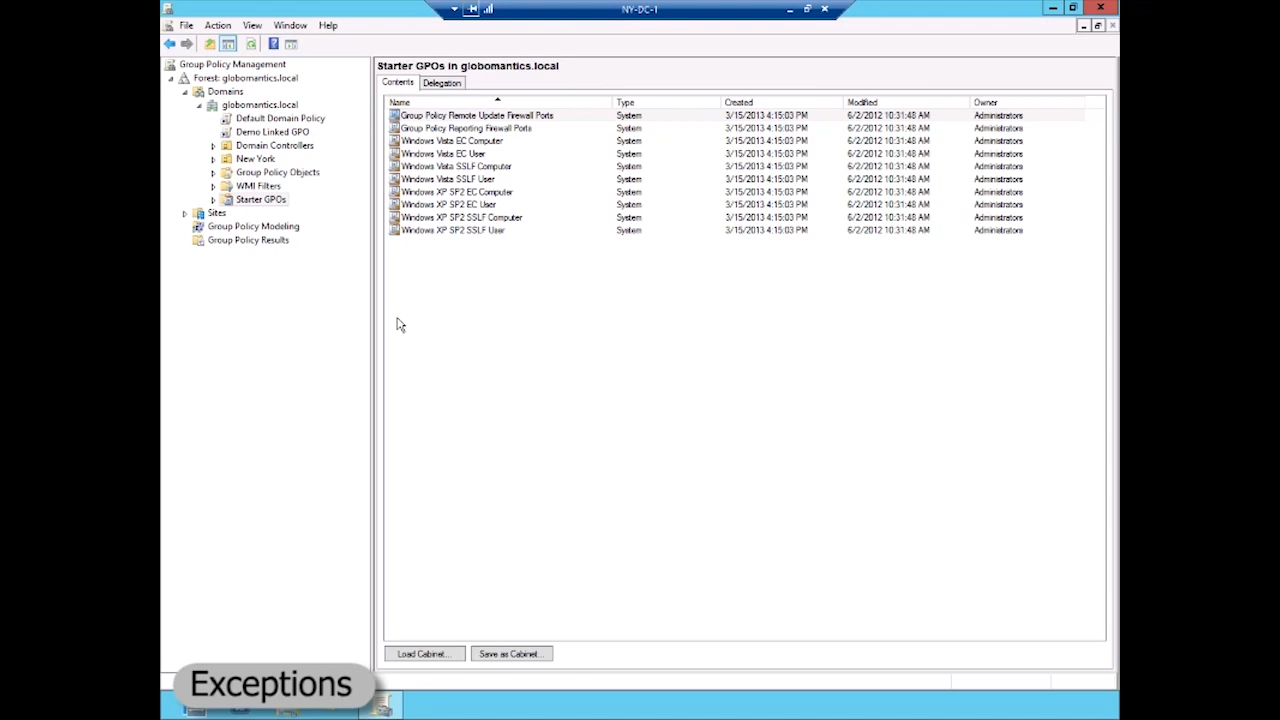 NY-DC-1
File Action View Window Help
Group Policy Management
Forest: globomantics.local
Domains
globomantics.local
Default Domain Policy
Demo Linked GPO
Domain Controllers
New York
Group Policy Objects
WMI Filters
Starter GPOs
Sites
Group Policy Modeling
Group Policy Results
Starter GPOs in globomantics.local
Contents Delegation
Name Type Created Modified Owner
Group Policy Remote Update Firewall Ports System 3/15/2013 4:15:03 PM 6/2/2012 10:31:48 AM Administrators
Group Policy Reporting Firewall Ports System 3/15/2013 4:15:03 PM 6/2/2012 10:31:48 AM Administrators
Windows Vista EC Computer System 3/15/2013 4:15:03 PM 6/2/2012 10:31:48 AM Administrators
Windows Vista EC User System 3/15/2013 4:15:03 PM 6/2/2012 10:31:48 AM Administrators
Windows Vista SSLF Computer System 3/15/2013 4:15:03 PM 6/2/2012 10:31:48 AM Administrators
Windows Vista SSLF User System 3/15/2013 4:15:03 PM 6/2/2012 10:31:48 AM Administrators
Windows XP SP2 EC Computer System 3/15/2013 4:15:03 PM 6/2/2012 10:31:48 AM Administrators
Windows XP SP2 EC User System 3/15/2013 4:15:03 PM 6/2/2012 10:31:48 AM Administrators
Windows XP SP2 SSLF Computer System 3/15/2013 4:15:03 PM 6/2/2012 10:31:48 AM Administrators
Windows XP SP2 SSLF User System 3/15/2013 4:15:03 PM 6/2/2012 10:31:48 AM Administrators
Load Cabinet... Save as Cabinet...
Exceptions